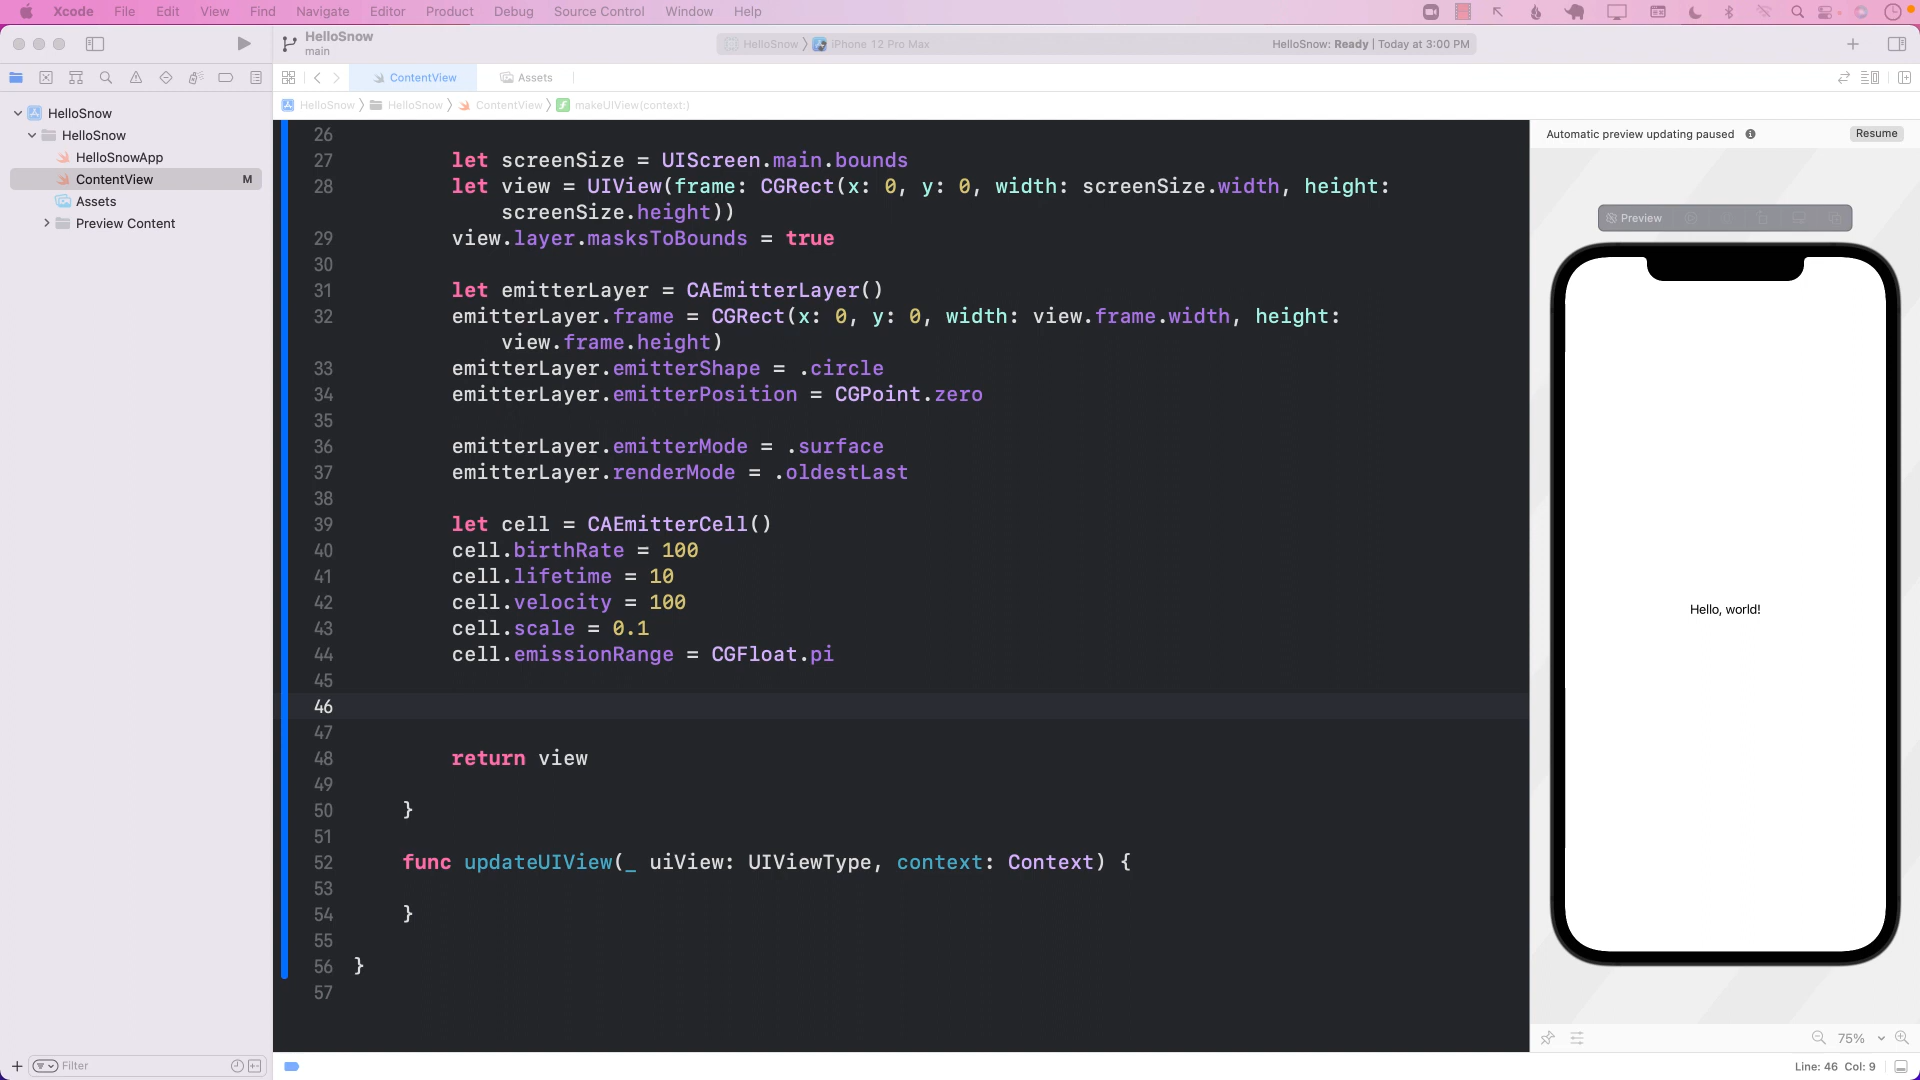 Xcode File Edit View Find Navigate Editor Product Debug Source Control Window Help
HelloSnow
main
HelloSnow iPhone 12 Pro Max
HelloSnow: Ready | Today at 3:00 PM
ContentView
Assets
HelloSnow HelloSnow ContentView makeUIView(context:)
HelloSnow
HelloSnow
HelloSnowApp
ContentView M
Assets
Preview Content
26
27 let screenSize = UIScreen.main.bounds
28 let view = UIView(frame: CGRect(x: 0, y: 0, width: screenSize.width, height:
screenSize.height))
29 view.layer.masksToBounds = true
30
31 let emitterLayer = CAEmitterLayer()
32 emitterLayer.frame = CGRect(x: 0, y: 0, width: view.frame.width, height:
view.frame.height)
33 emitterLayer.emitterShape = .circle
34 emitterLayer.emitterPosition = CGPoint.zero
35
36 emitterLayer.emitterMode = .surface
37 emitterLayer.renderMode = .oldestLast
38
39 let cell = CAEmitterCell()
40 cell.birthRate = 100
41 cell.lifetime = 10
42 cell.velocity = 100
43 cell.scale = 0.1
44 cell.emissionRange = CGFloat.pi
45
46
47
48 return view
49
50 }
51
52 func updateUIView(_ uiView: UIViewType, context: Context) {
53
54 }
55
56 }
57
Automatic preview updating paused
Resume
Preview
Hello, world!
75%
Filter
Line: 46 Col: 9